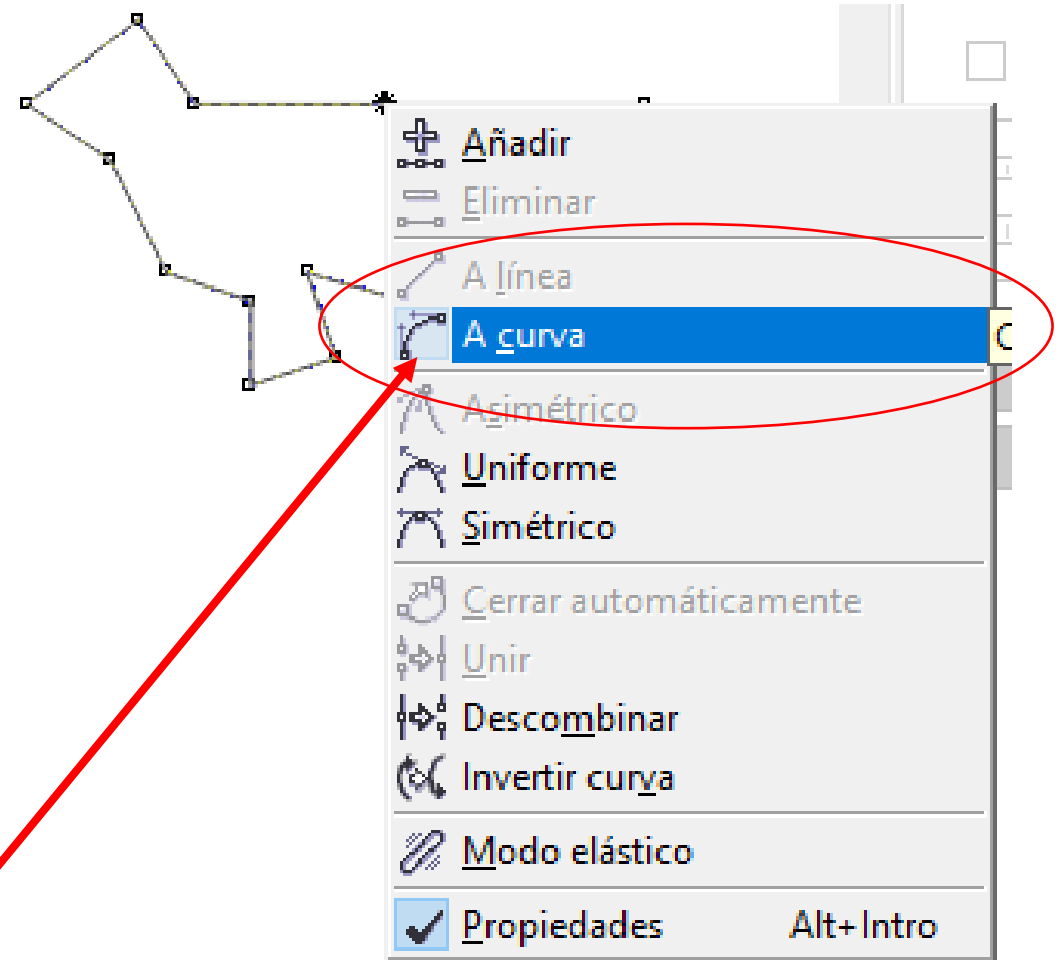 Añadir
Eliminar
A línea
A curva
C
Asimétrico
Uniforme
Simétrico
Cerrar automáticamente
Unir
Descombinar
Invertir curva
Modo elástico
Propiedades Alt+Intro